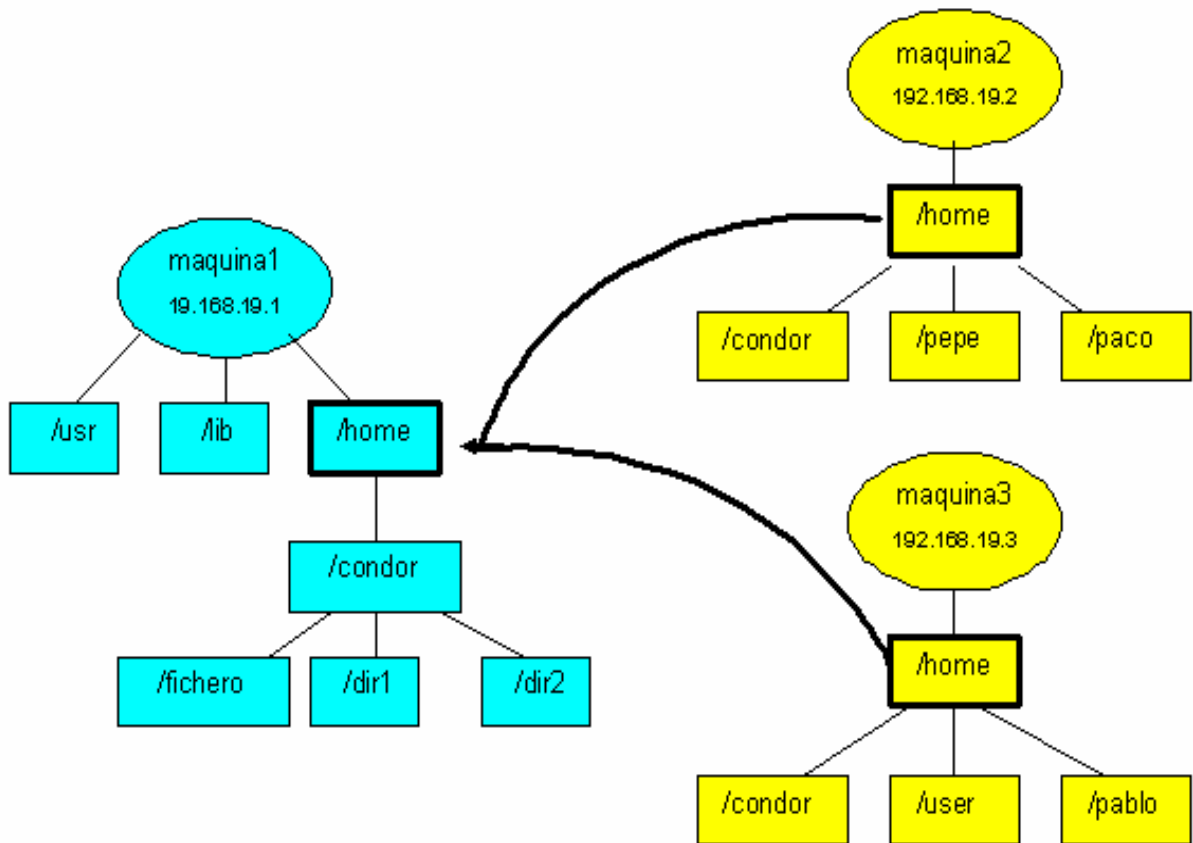 maquina2
192.168.19.2
/home
/condor
/pepe
/paco
maquina1
19.168.19.1
/usr
/lib
/home
/condor
/fichero
/dir1
/dir2
maquina3
192.168.19.3
/home
/condor
/user
/pablo